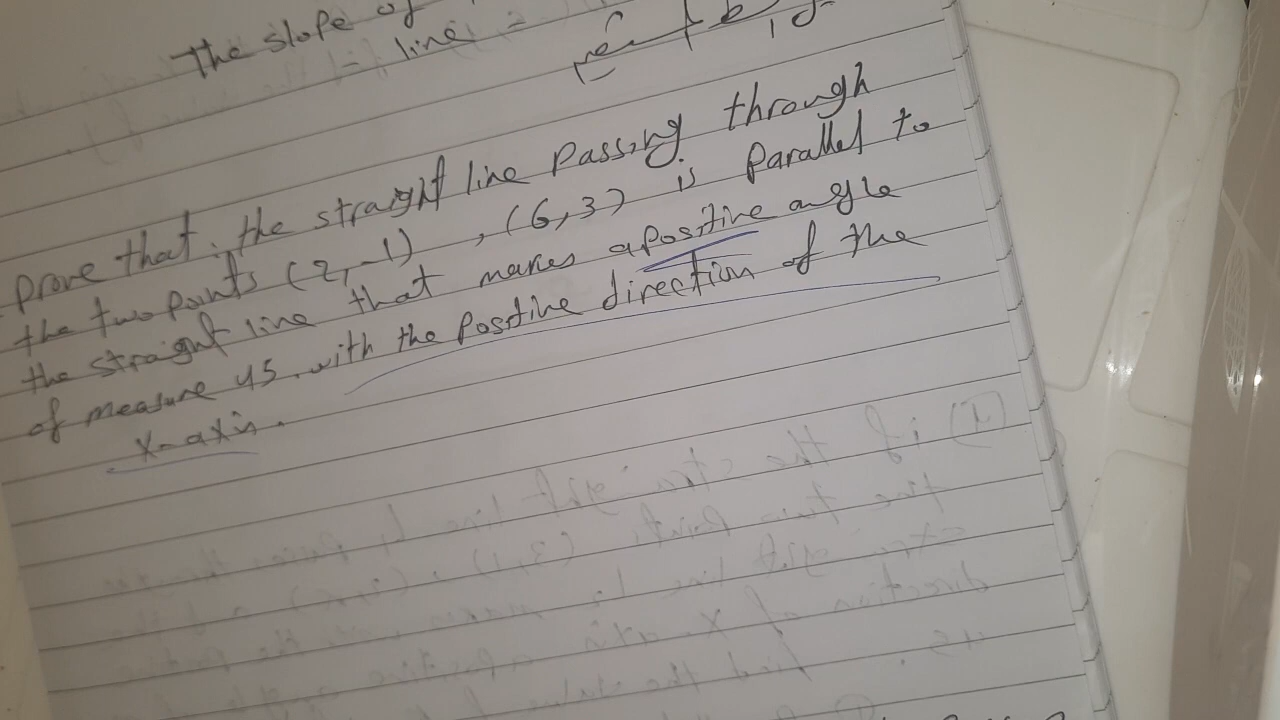 The slope of
line =
prove that. the straight line passing through
the two points (2,-1) , (6,3) is parallel to
the straight line that makes a positive angle
of measure 45. with the positive direction of the
x-axis.